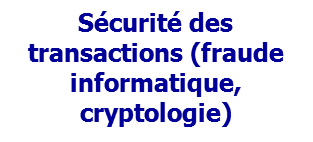 Sécurité des
transactions (fraude
informatique,
cryptologie)